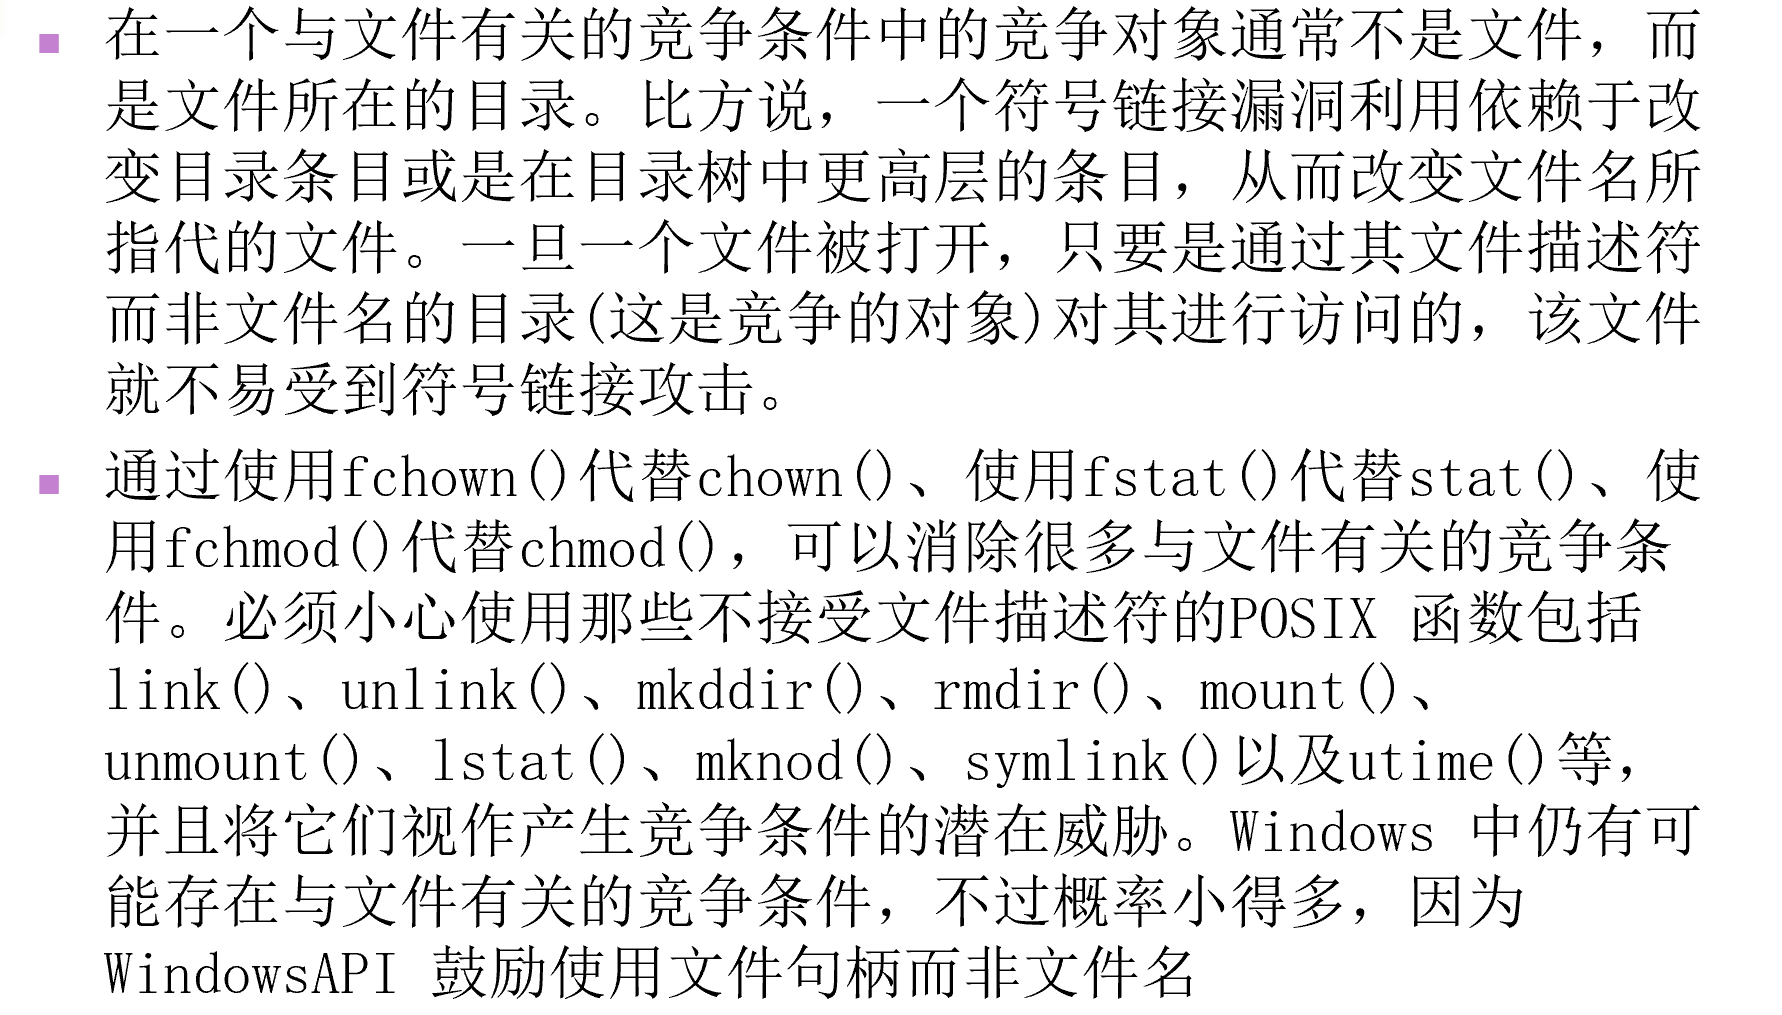 在一个与文件有关的竞争条件中的竞争对象通常不是文件，而
是文件所在的目录。比方说，一个符号链接漏洞利用依赖于改
变目录条目或是在目录树中更高层的条目，从而改变文件名所
指代的文件。一旦一个文件被打开，只要是通过其文件描述符
而非文件名的目录(这是竞争的对象)对其进行访问的，该文件
就不易受到符号链接攻击。
通过使用fchown()代替chown()、使用fstat()代替stat()、使
用fchmod()代替chmod()，可以消除很多与文件有关的竞争条
件。必须小心使用那些不接受文件描述符的POSIX 函数包括
link()、unlink()、mkddir()、rmdir()、mount()、
unmount()、lstat()、mknod()、symlink()以及utime()等，
并且将它们视作产生竞争条件的潜在威胁。Windows 中仍有可
能存在与文件有关的竞争条件，不过概率小得多，因为
WindowsAPI 鼓励使用文件句柄而非文件名